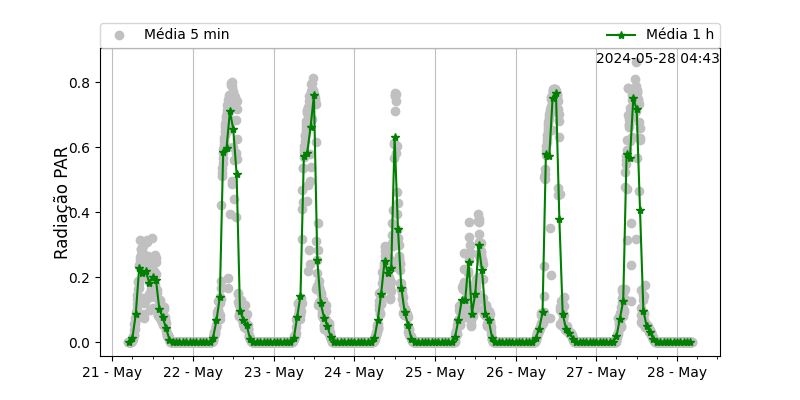 Média 5 min
Média 1 h
2024-05-28 04:43
Radiação PAR
0.8
0.6
0.4
0.2
0.0
21 - May
22 - May
23 - May
24 - May
25 - May
26 - May
27 - May
28 - May